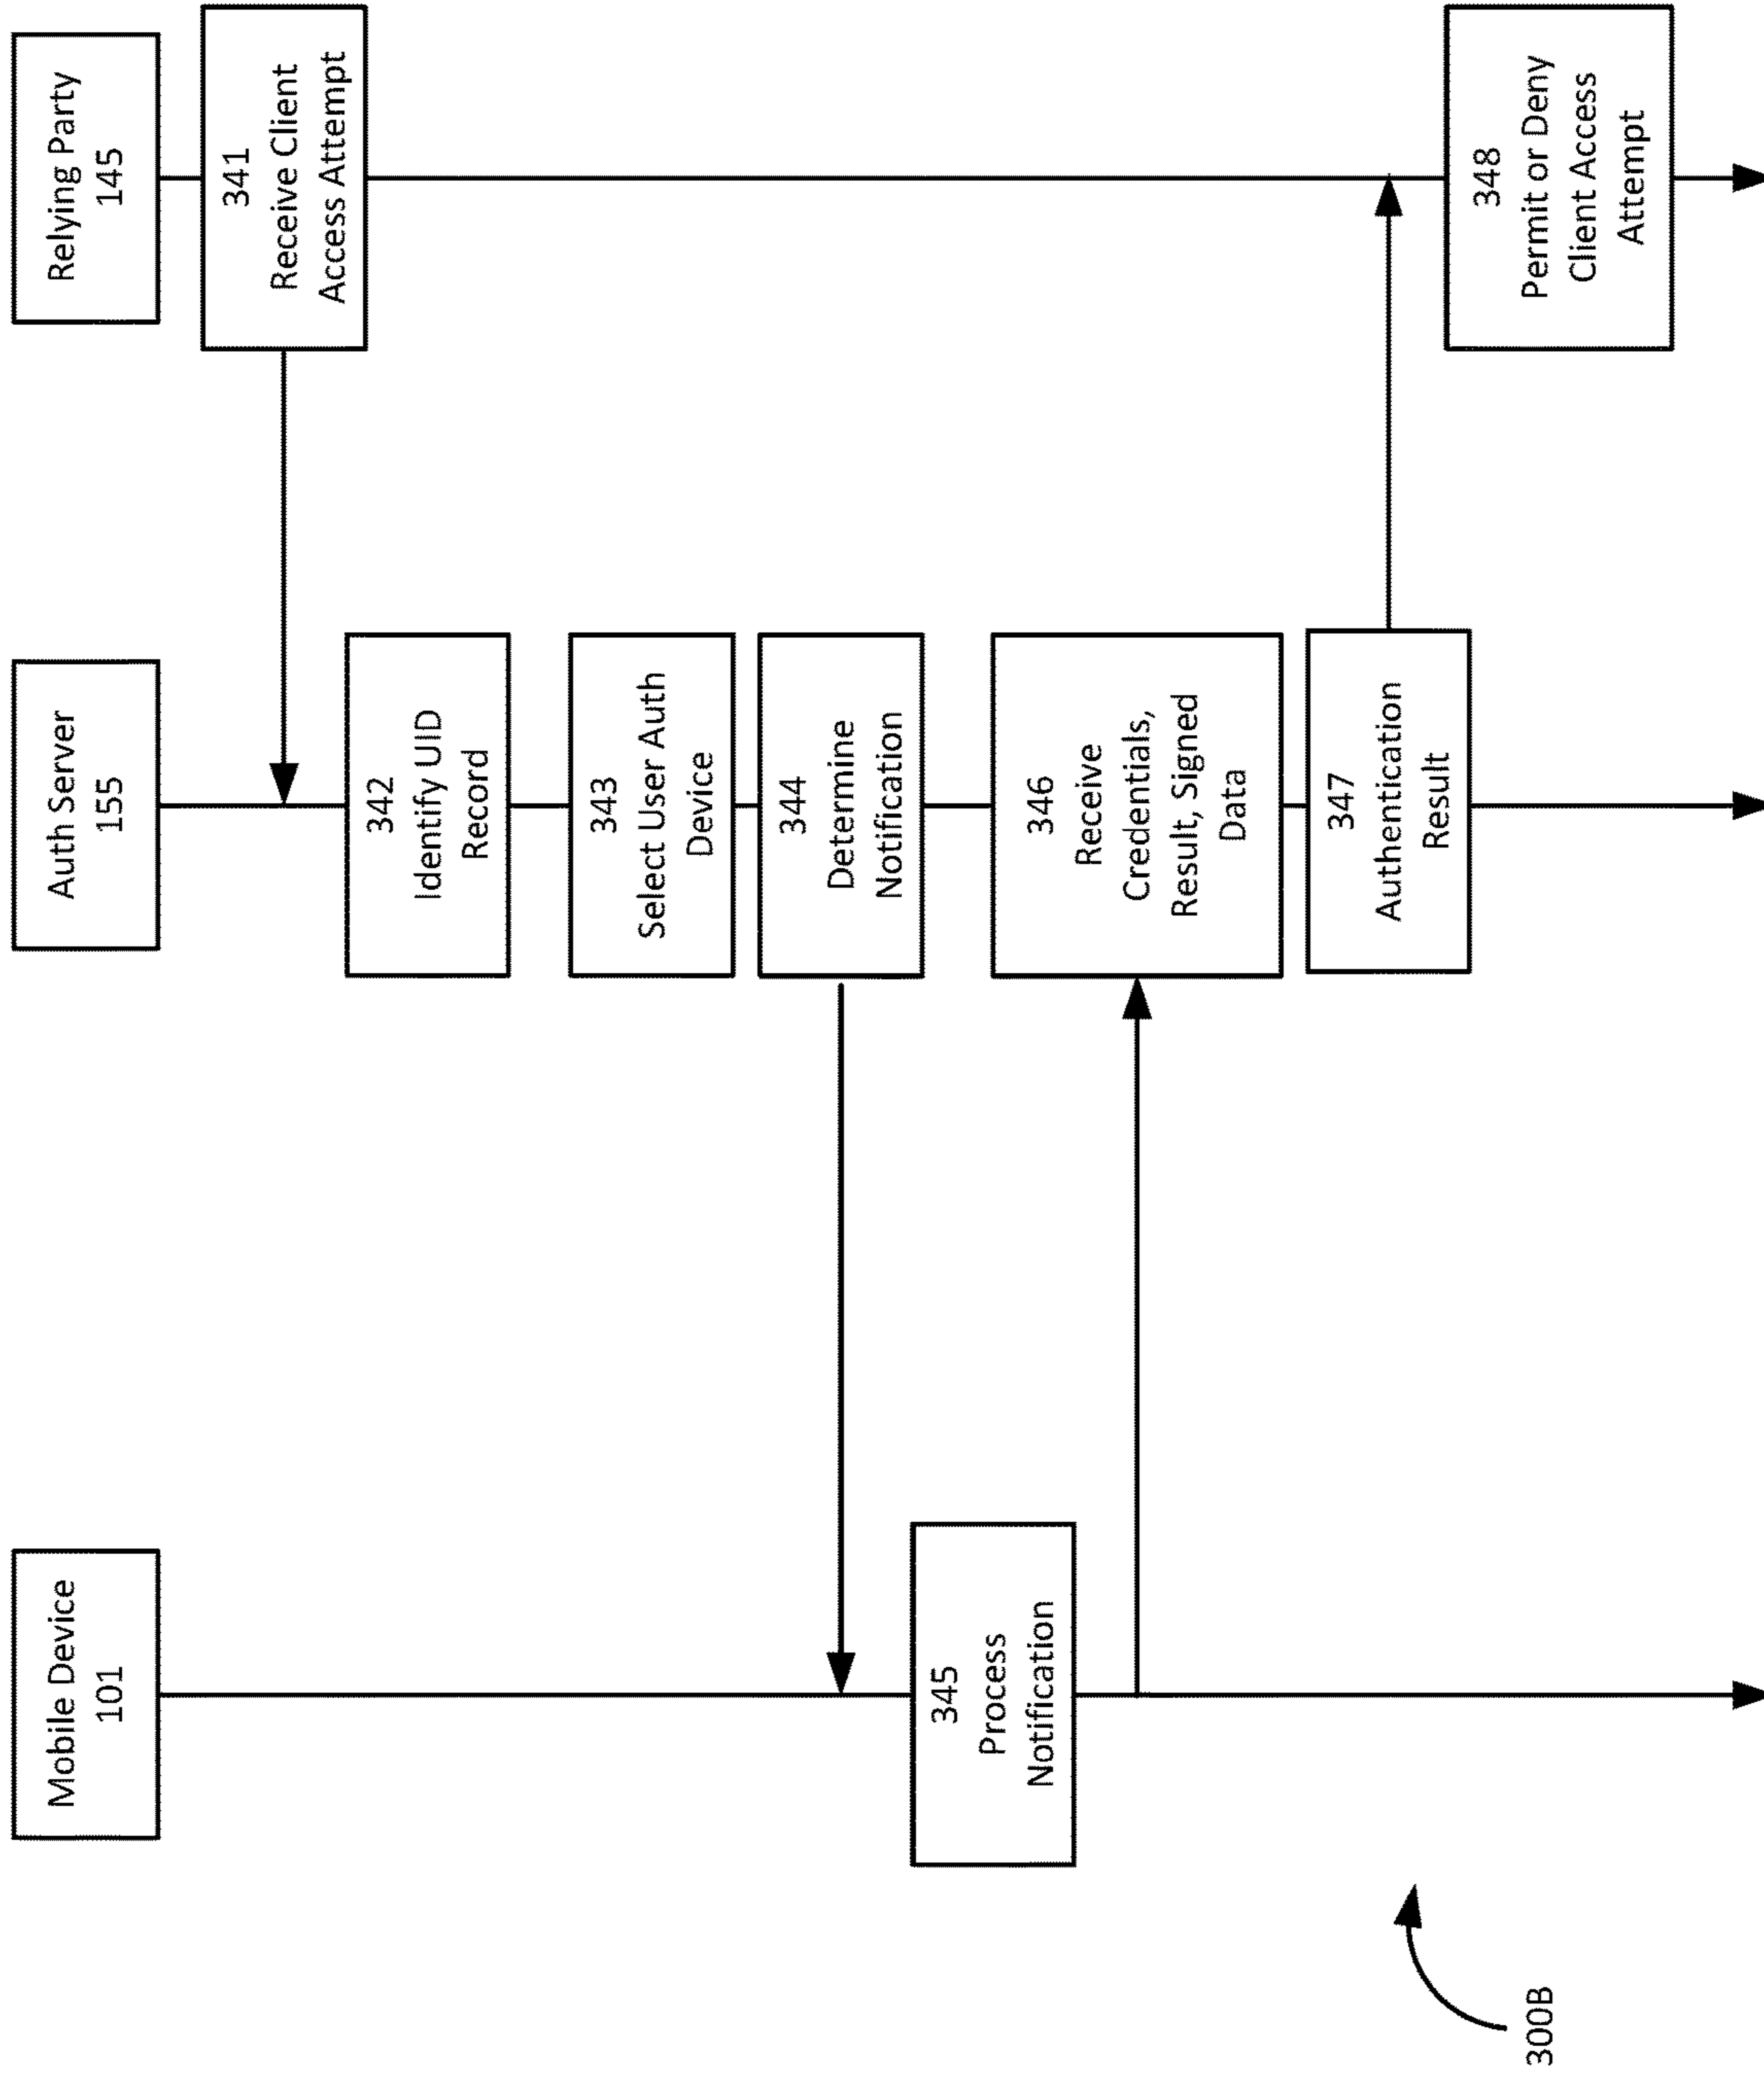 Mobile Device
101
Auth Server
155
Relying Party
145
341
Receive Client
Access Attempt
342
Identify UID
Record
343
Select User Auth
Device
344
Determine
Notification
345
Process
Notification
346
Receive
Credentials,
Result, Signed
Data
347
Authentication
Result
348
Permit or Deny
Client Access
Attempt
300B